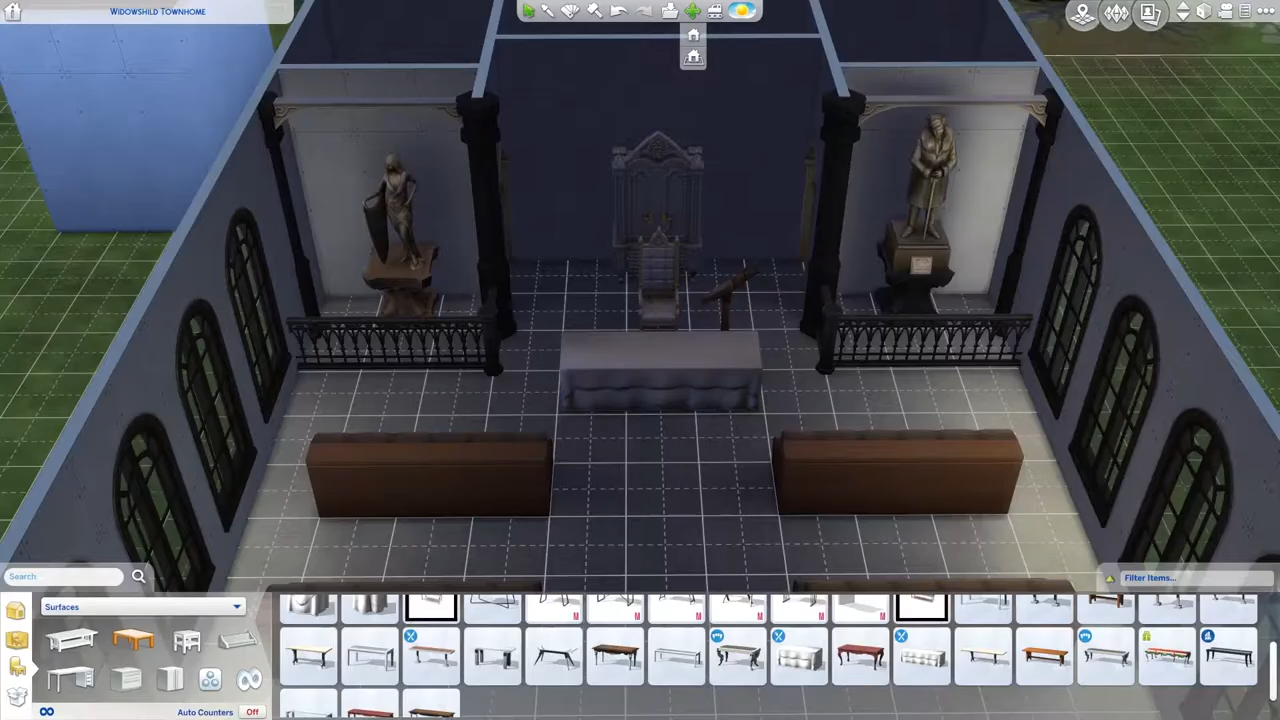 Widowshild Townhome
Search
Filter Items...
Surfaces
Auto Counters Off